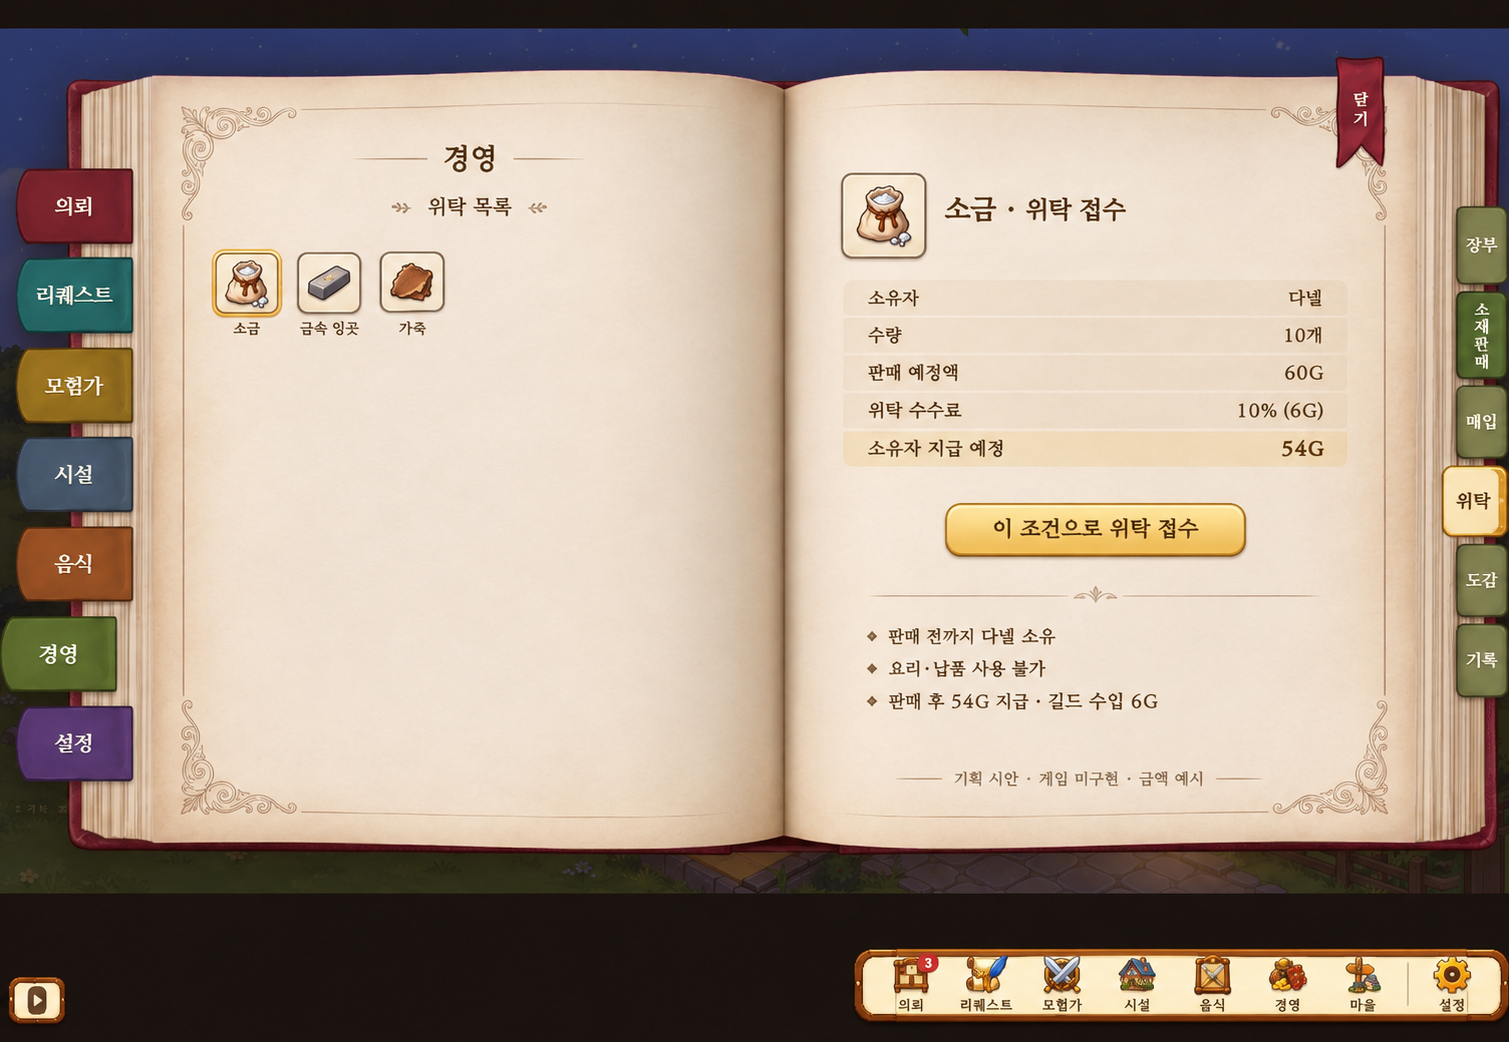 닫기
경영
위탁 목록
소금
금속 잉곳
가죽
의뢰
리퀘스트
모험가
시설
음식
경영
설정
소금 · 위탁 접수
소유자 다넬
수량 10개
판매 예정액 60G
위탁 수수료 10% (6G)
소유자 지급 예정 54G
이 조건으로 위탁 접수
판매 전까지 다넬 소유
요리·납품 사용 불가
판매 후 54G 지급 · 길드 수입 6G
기획 시안 · 게임 미구현 · 금액 예시
장부
소재판매
매입
위탁
도감
기록
3
의뢰
리퀘스트
모험가
시설
음식
경영
마을
설정